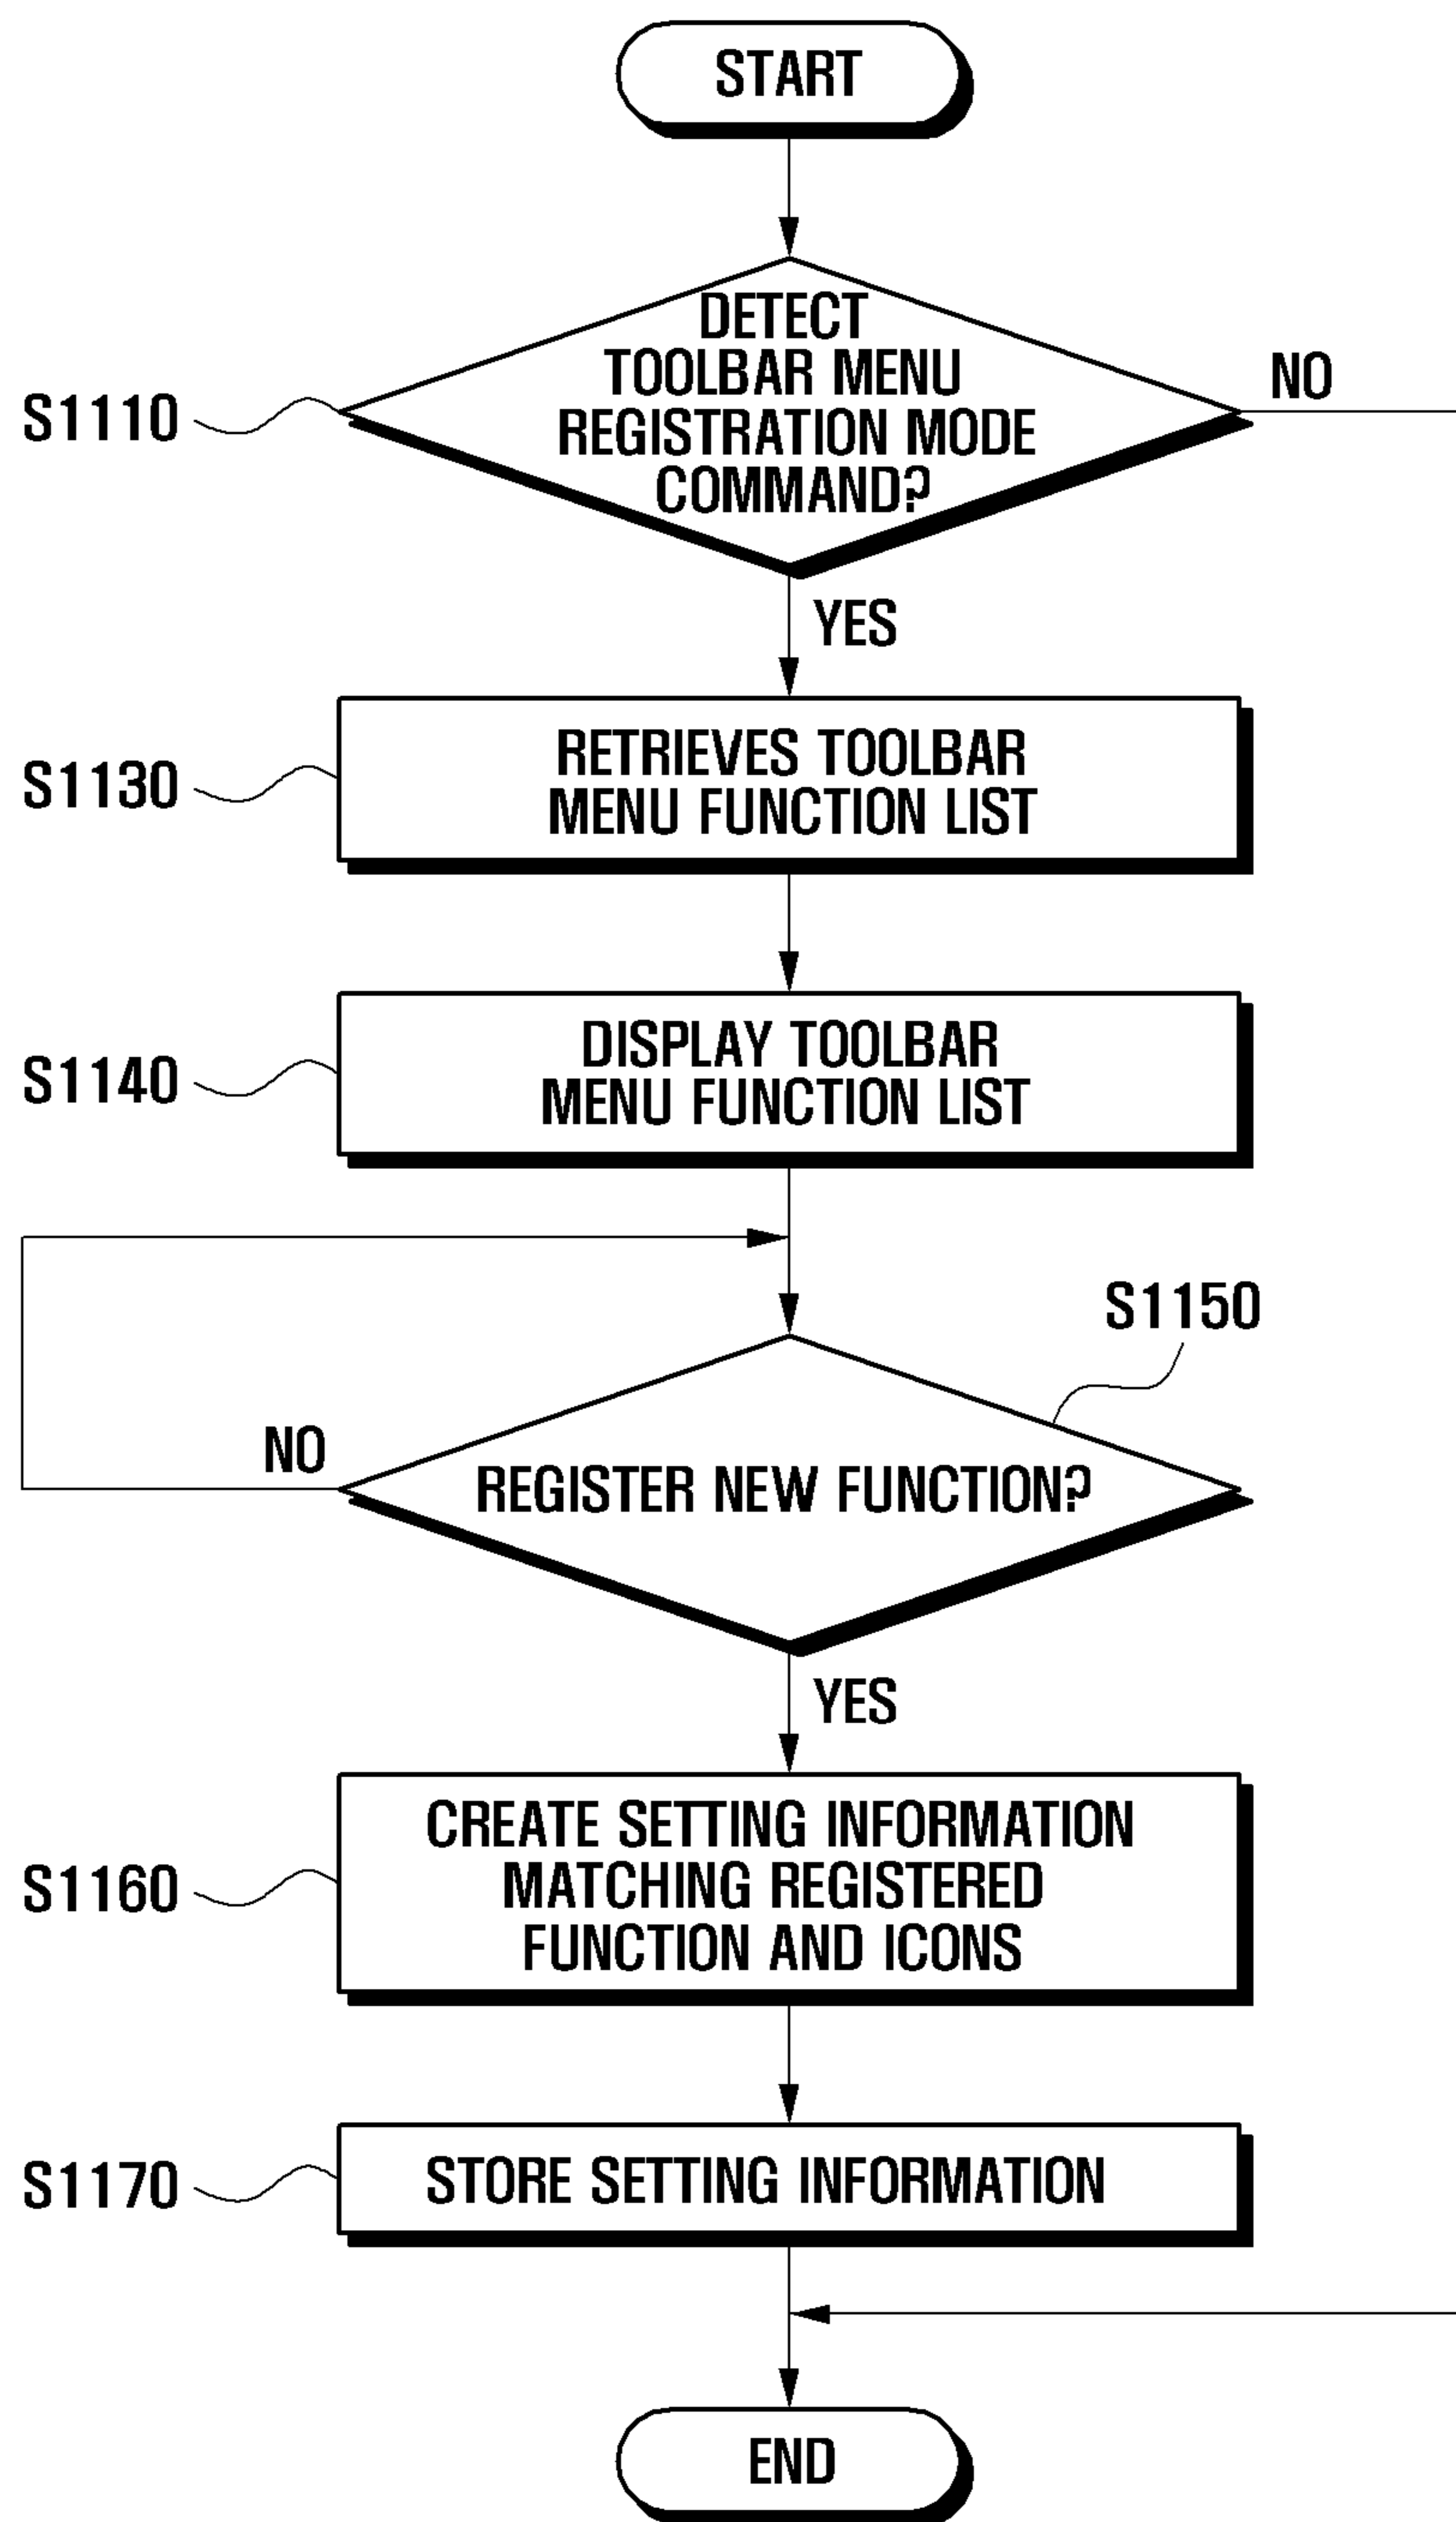 START
DETECT
TOOLBAR MENU
REGISTRATION MODE
COMMAND?
NO
S1110
YES
RETRIEVES TOOLBAR
MENU FUNCTION LIST
S1130
DISPLAY TOOLBAR
MENU FUNCTION LIST
S1140
S1150
NO
REGISTER NEW FUNCTION?
YES
CREATE SETTING INFORMATION
MATCHING REGISTERED
FUNCTION AND ICONS
S1160
STORE SETTING INFORMATION
S1170
END